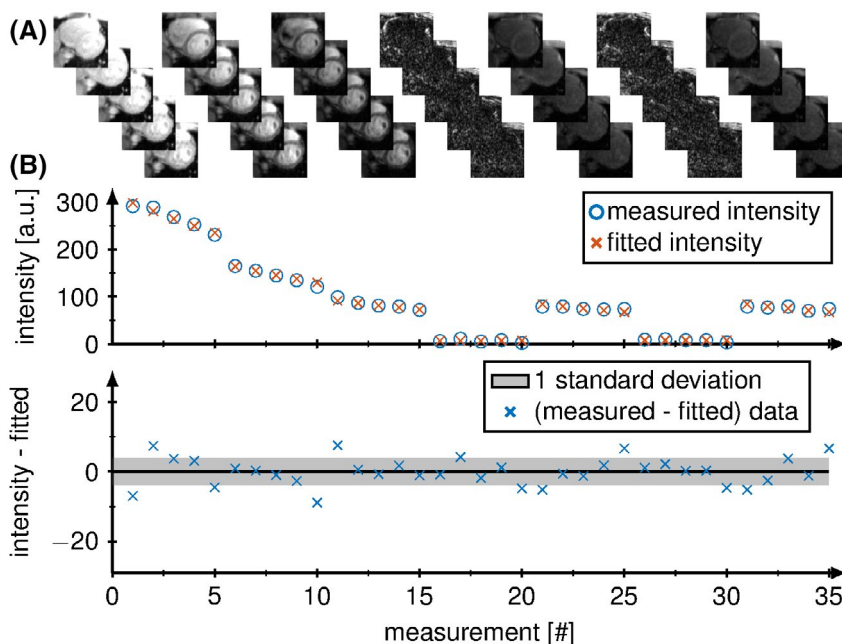 (A)
(B)
300
200
100
0
intensity [a.u.]
measured intensity
fitted intensity
20
0
−20
intensity - fitted
1 standard deviation
(measured - fitted) data
0 5 10 15 20 25 30 35
measurement [#]